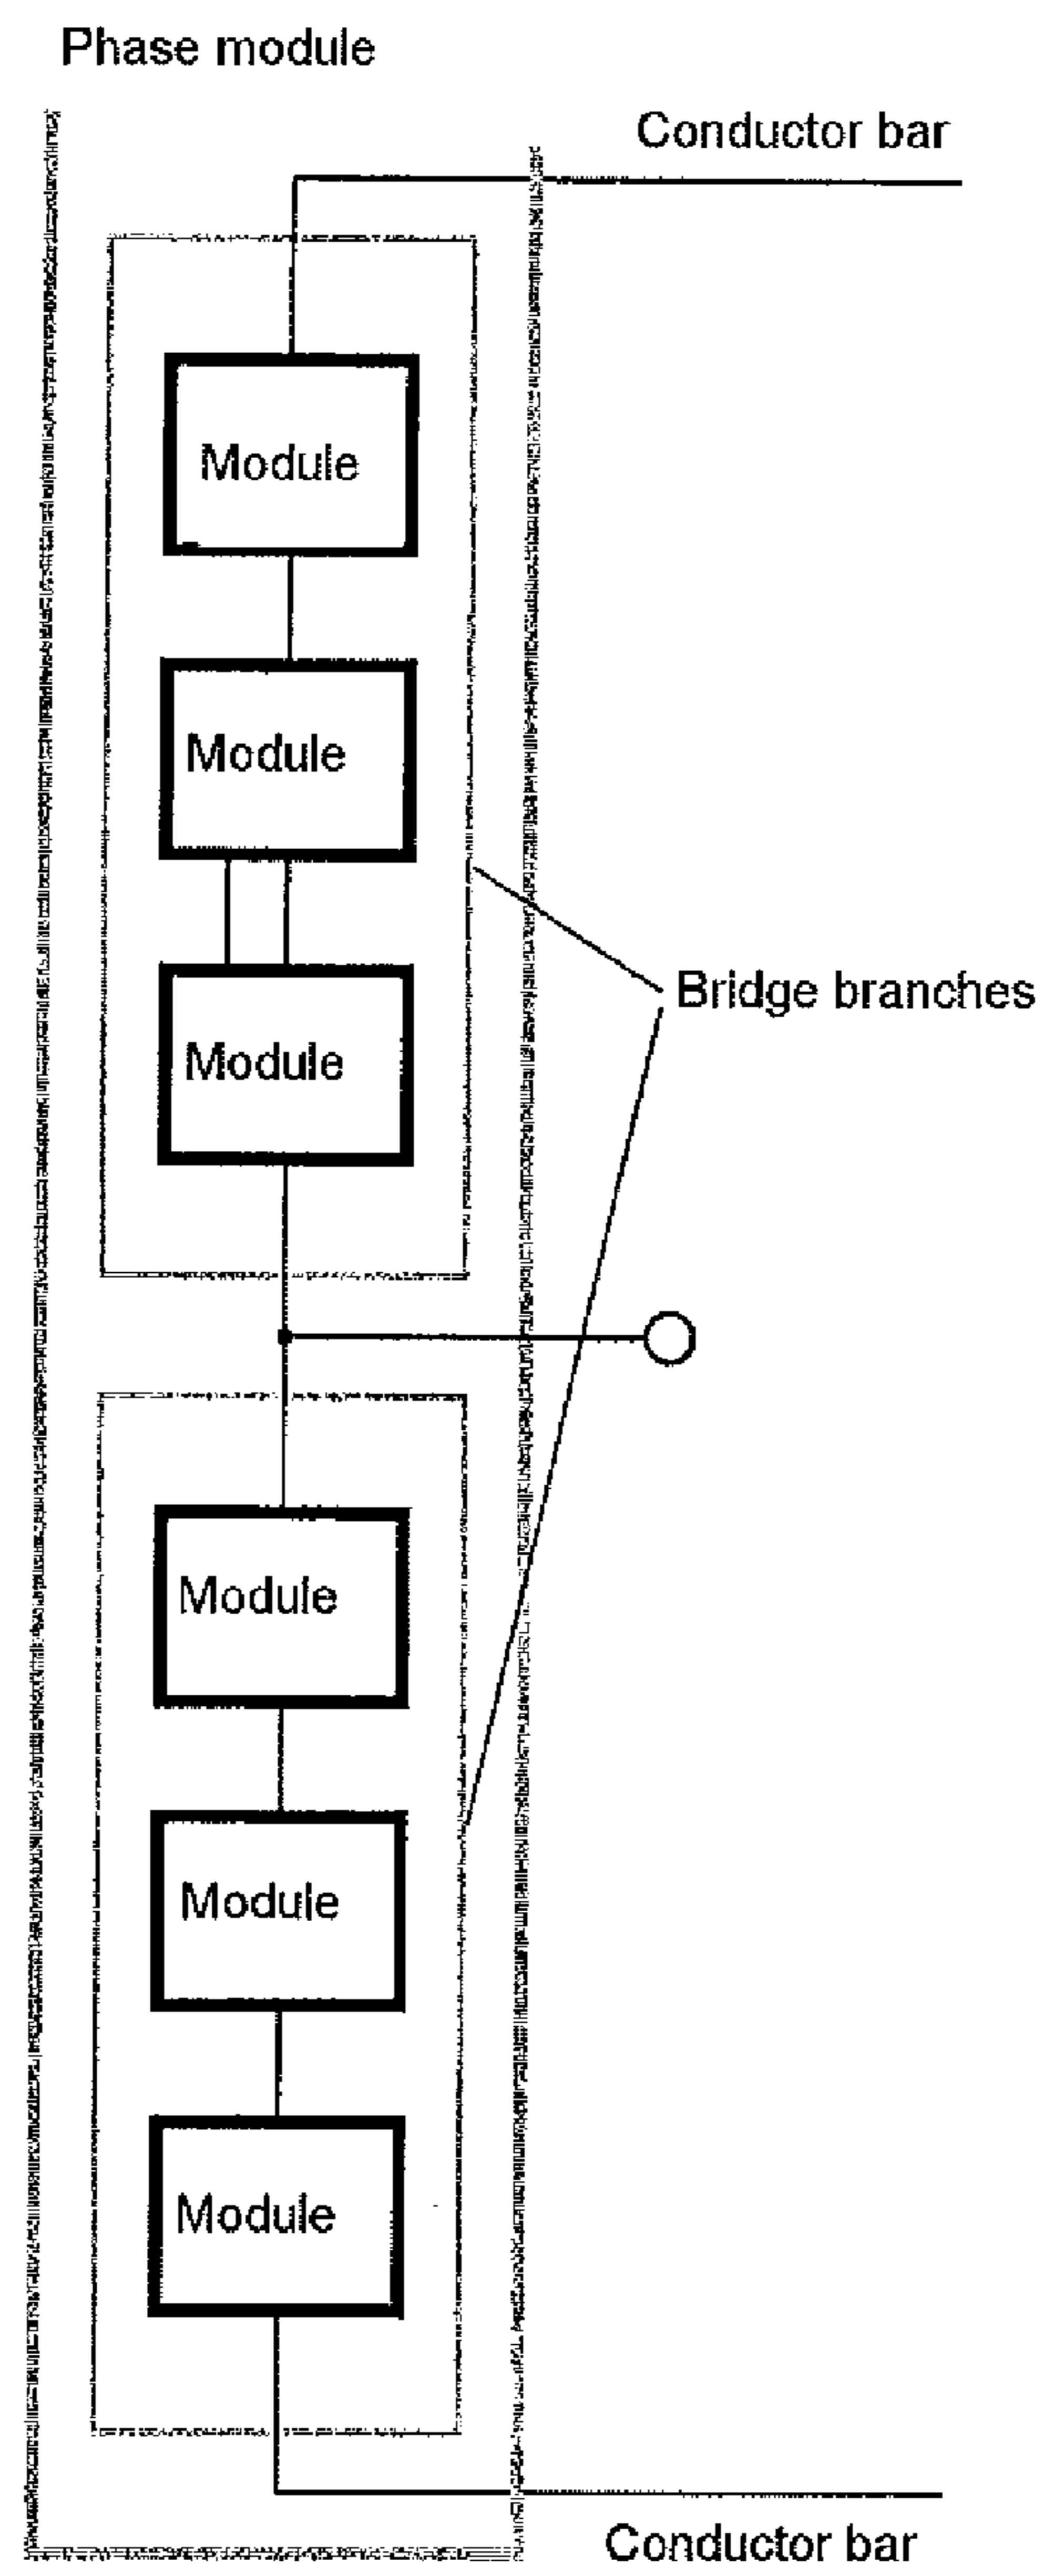 Phase module
Conductor bar
Module
Module
Bridge branches
Module
Module
Module
Module
Conductor bar